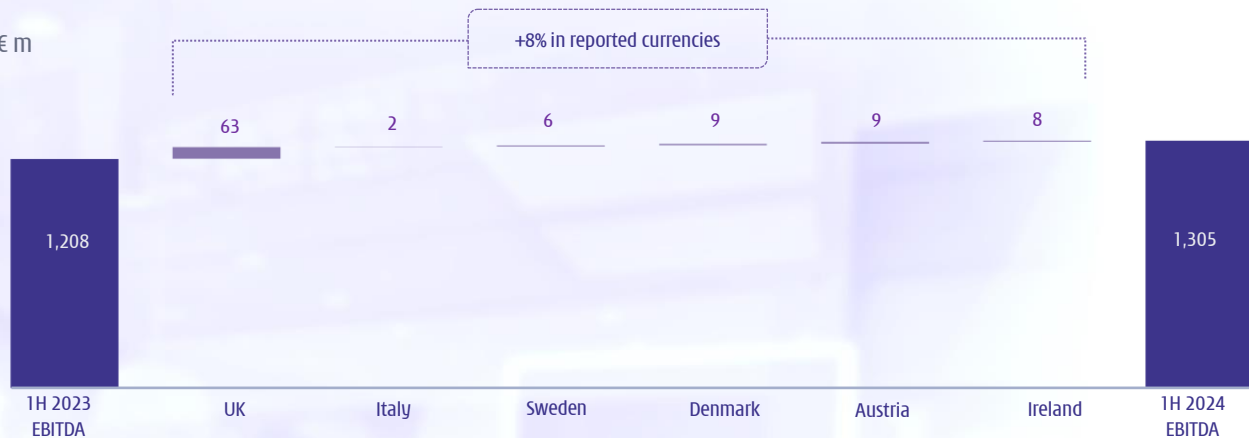 +8% in reported currencies
€ m
63
2
6
9
9
8
1,208
1,305
1H 2023
EBITDA
UK
Italy
Sweden
Denmark
Austria
Ireland
1H 2024
EBITDA